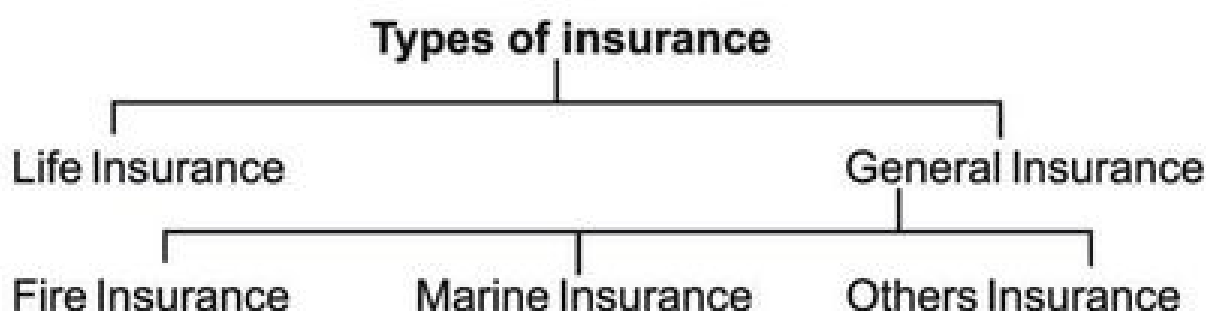 Types of insurance
Life Insurance General Insurance
Fire Insurance Marine Insurance Others Insurance